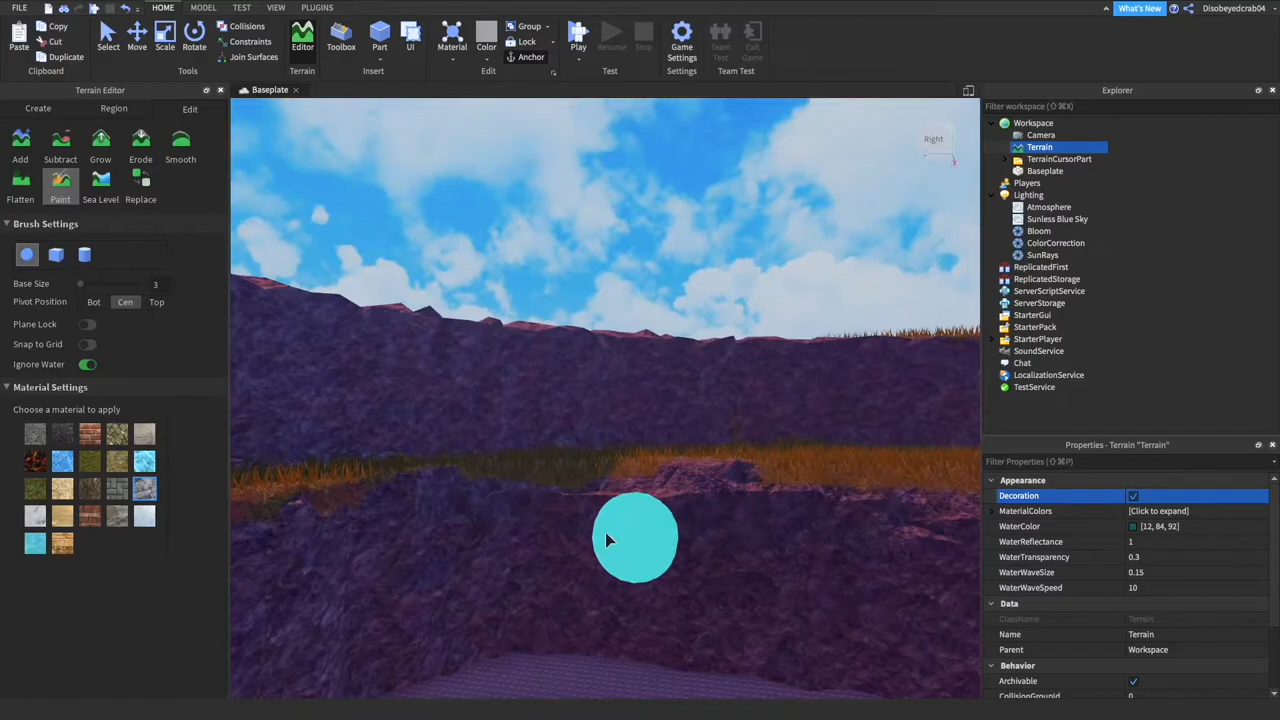 FILE HOME MODEL TEST VIEW PLUGINS What's New Disobeyedcrab04
Paste Copy Cut Duplicate Select Move Scale Rotate Collisions Constraints Join Surfaces Editor Toolbox Part UI Material Color Group Lock Anchor Play Resume Stop Game Settings Team Test Exit Game
Clipboard Tools Terrain Insert Edit Test Settings Team Test
Terrain Editor Baseplate Explorer
Create Region Edit
Filter workspace (⇧⌘X)
Add Subtract Grow Erode Smooth
Flatten Paint Sea Level Replace
Brush Settings
Base Size 3
Pivot Position Bot Cen Top
Plane Lock
Snap to Grid
Ignore Water
Material Settings
Choose a material to apply
Right
Workspace
Camera
Terrain
TerrainCursorPart
Baseplate
Players
Lighting
Atmosphere
Sunless Blue Sky
Bloom
ColorCorrection
SunRays
ReplicatedFirst
ReplicatedStorage
ServerScriptService
ServerStorage
StarterGui
StarterPack
StarterPlayer
SoundService
Chat
LocalizationService
TestService
Properties - Terrain "Terrain"
Filter Properties (⇧⌘P)
Appearance
Decoration
MaterialColors [Click to expand]
WaterColor [12, 84, 92]
WaterReflectance 1
WaterTransparency 0.3
WaterWaveSize 0.15
WaterWaveSpeed 10
Data
ClassName Terrain
Name Terrain
Parent Workspace
Behavior
Archivable
CollisionGroupId 0